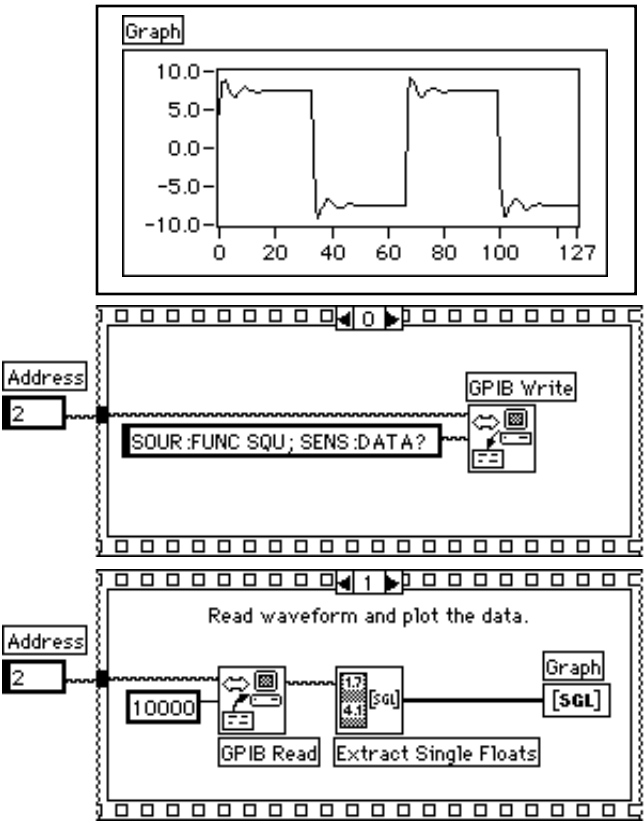 Graph
10.0
5.0
0.0
-5.0
-10.0
0 20 40 60 80 100 127
0
Address
2
GPIB Write
SOUR:FUNC SQU; SENS:DATA?
1
Read waveform and plot the data.
Address
2
10000
GPIB Read
1.7
4.1
[SGL]
Extract Single Floats
Graph
[SGL]